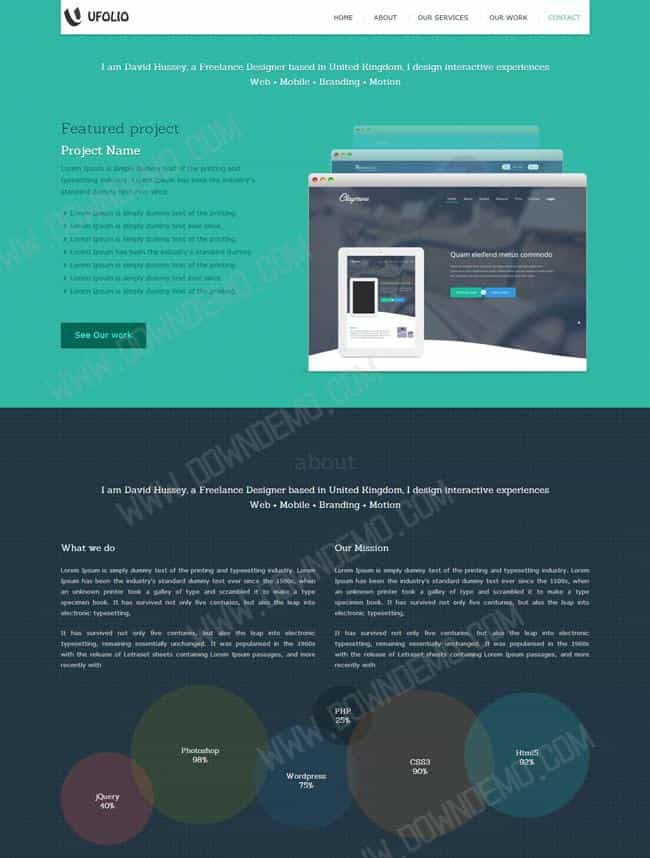 UFOLIO
HOME
ABOUT
OUR SERVICES
OUR WORK
CONTACT
I am David Hussey, a Freelance Designer based in United Kingdom, I design interactive experiences
Web • Mobile • Branding • Motion
Featured project
Project Name
Lorem Ipsum is simply dummy text of the printing and
typesetting industry. Lorem Ipsum has been the industry's
standard dummy text ever since
Lorem Ipsum is simply dummy text of the printing,
Lorem Ipsum is simply dummy text ever since,
Lorem Ipsum is simply dummy text of the printing,
Lorem Ipsum has been the industry's standard dummy
Lorem Ipsum is simply dummy text of the printing
Lorem Ipsum is simply dummy text ever since,
Lorem Ipsum is simply dummy text of the printing,
See Our work
Quam eleifend metus commodo
about
I am David Hussey, a Freelance Designer based in United Kingdom, I design interactive experiences
Web • Mobile • Branding • Motion
What we do
Lorem Ipsum is simply dummy text of the printing and typesetting industry. Lorem
Ipsum has been the industry's standard dummy text ever since the 1500s, when
an unknown printer took a galley of type and scrambled it to make a type
specimen book. It has survived not only five centuries, but also the leap into
electronic typesetting,
It has survived not only five centuries, but also the leap into electronic
typesetting, remaining essentially unchanged. It was popularised in the 1960s
with the release of Letraset sheets containing Lorem Ipsum passages, and more
recently with
Our Mission
Lorem Ipsum is simply dummy text of the printing and typesetting industry. Lorem
Ipsum has been the industry's standard dummy text ever since the 1500s, when
an unknown printer took a galley of type and scrambled it to make a type
specimen book. It has survived not only five centuries, but also the leap into
electronic typesetting,
It has survived not only five centuries, but also the leap into electronic
typesetting, remaining essentially unchanged. It was popularised in the 1960s
with the release of Letraset sheets containing Lorem Ipsum passages, and more
recently with
jQuery
40%
Photoshop
98%
Wordpress
75%
PHP
25%
CSS3
90%
Html5
92%
WWW.DOWNDEMO.COM
WWW.DOWNDEMO.COM
WWW.DOWNDEMO.COM
WWW.DOWNDEMO.COM
WWW.DOWNDEMO.COM